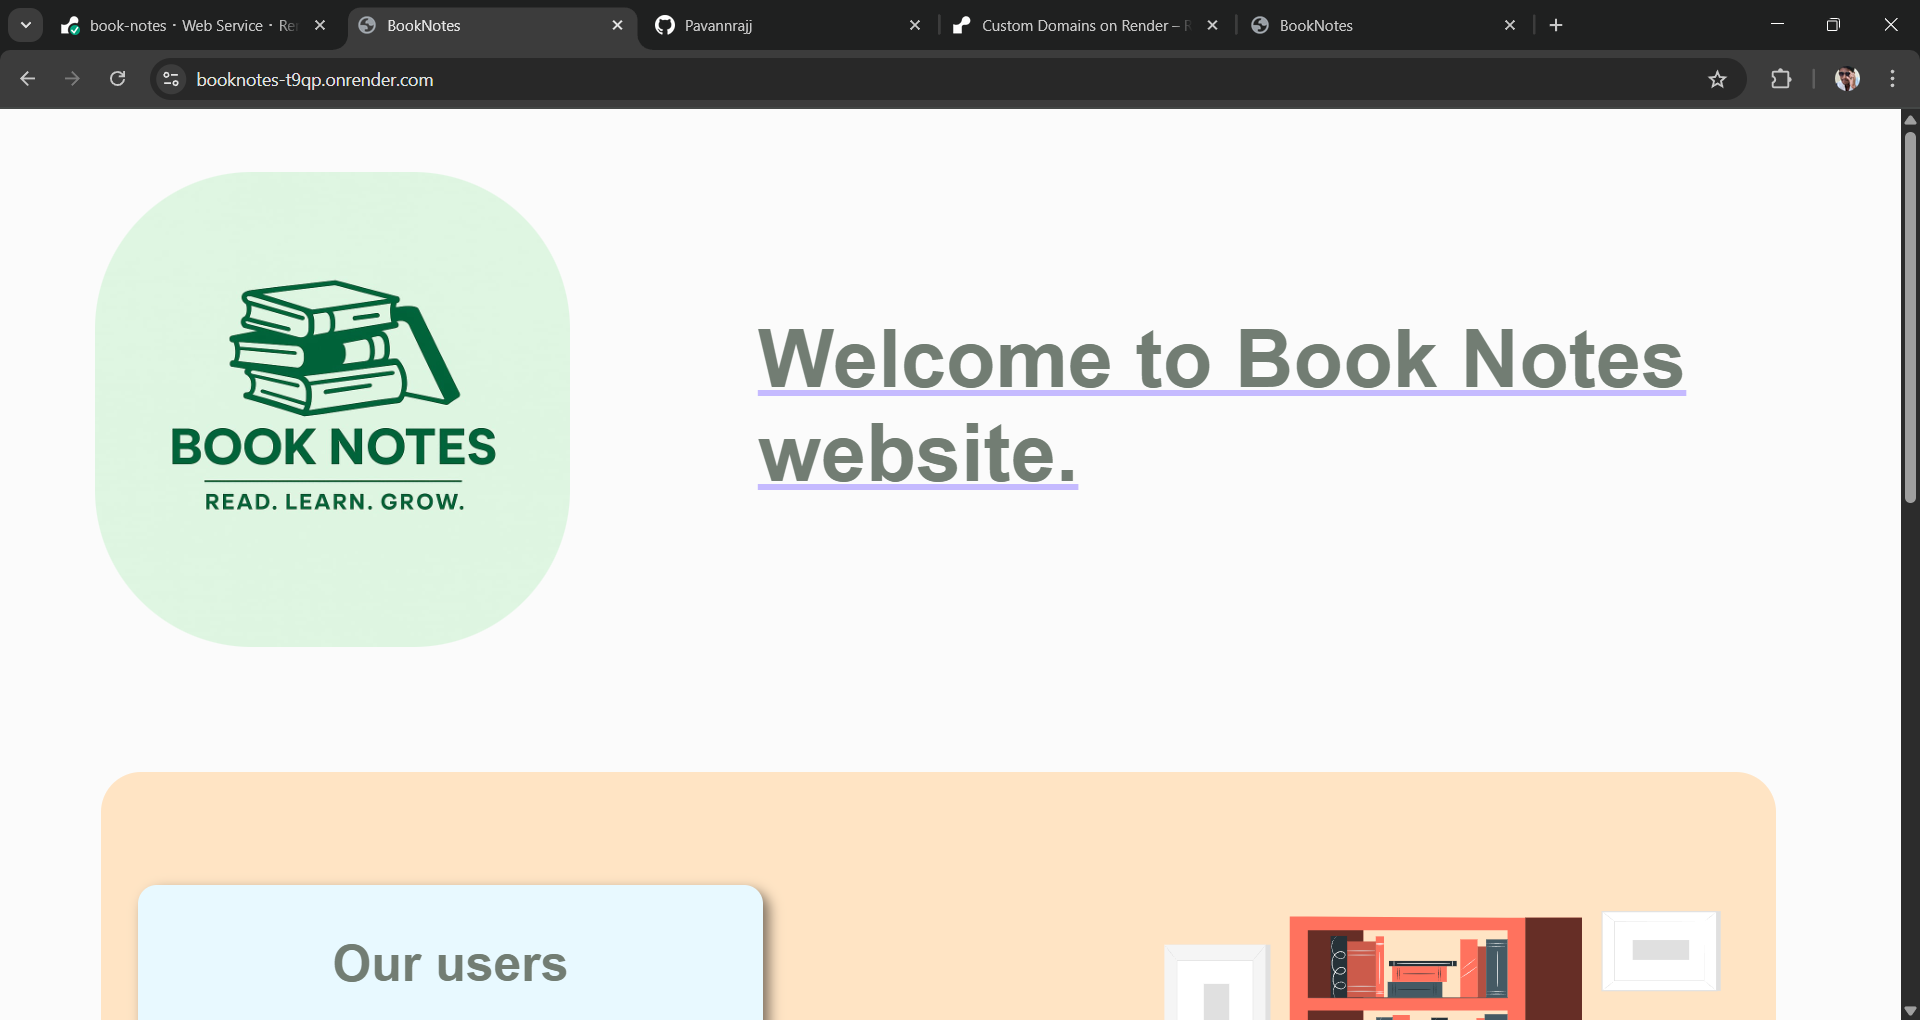 book-notes · Web Service · Re
BookNotes
Pavannrajj
Custom Domains on Render –
BookNotes
booknotes-t9qp.onrender.com
BOOK NOTES
READ. LEARN. GROW.
Welcome to Book Notes
website.
Our users